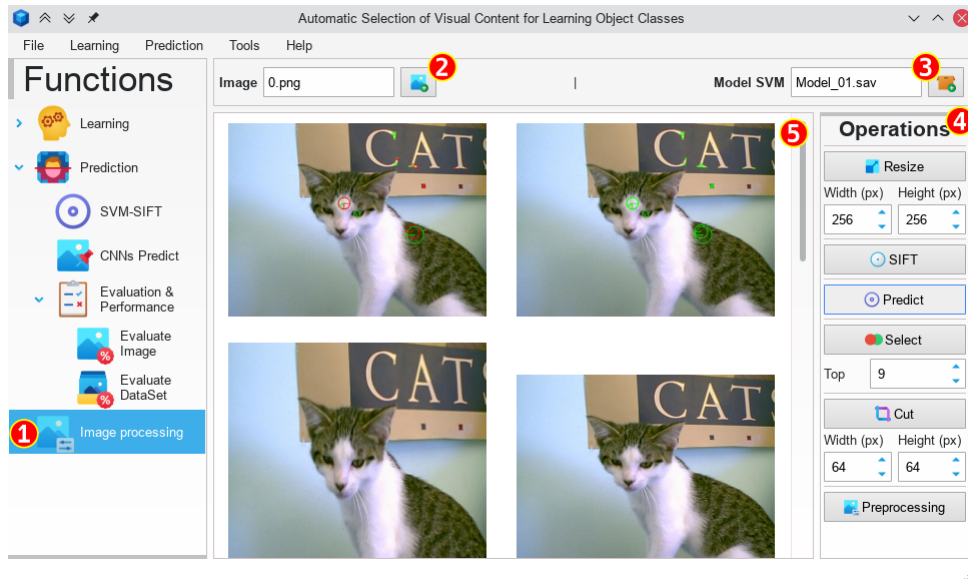 Automatic Selection of Visual Content for Learning Object Classes
File Learning Prediction Tools Help
Functions
Learning
Prediction
SVM-SIFT
CNNs Predict
Evaluation &
Performance
%
Evaluate
Image
%
Evaluate
DataSet
1
Image processing
Image 0.png
2
|
Model SVM Model_01.sav
3
CATS
CATS
CATS
CATS
5
4
Operations
Resize
Width (px) Height (px)
256 256
SIFT
Predict
Select
Top 9
Cut
Width (px) Height (px)
64 64
Preprocessing